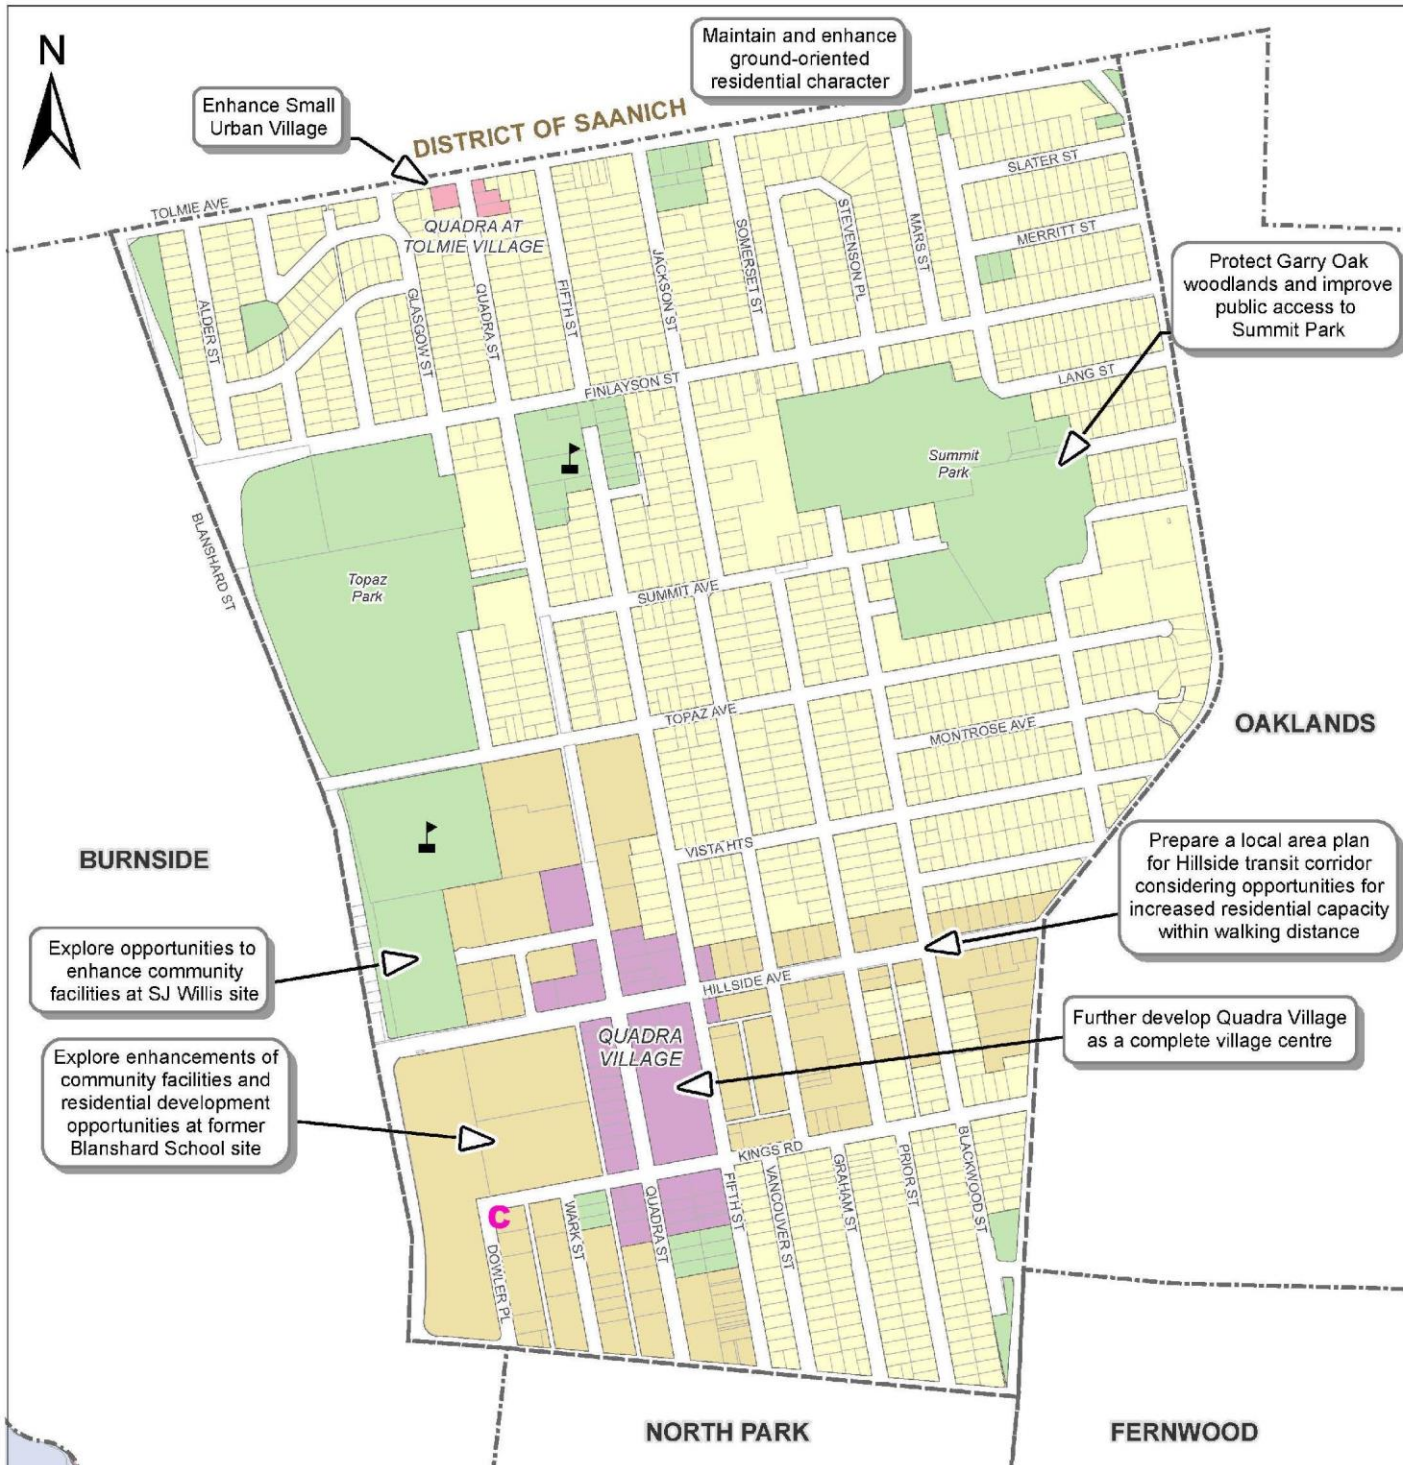 N
Maintain and enhance
ground-oriented
residential character
Enhance Small
Urban Village
DISTRICT OF SAANICH
TOLMIE AVE
QUADRA AT
TOLMIE VILLAGE
SLATER ST
MERRITT ST
Protect Garry Oak
woodlands and improve
public access to
Summit Park
ALDER ST
GLASGOW ST
QUADRA ST
FIFTH ST
JACKSON ST
SOMERSET ST
STEVENSON PL
MARS ST
FINLAYSON ST
LANG ST
Summit
Park
BLANSHARD ST
Topaz
Park
SUMMIT AVE
TOPAZ AVE
MONTROSE AVE
OAKLANDS
BURNSIDE
VISTA HTS
Prepare a local area plan
for Hillside transit corridor
considering opportunities for
increased residential capacity
within walking distance
Explore opportunities to
enhance community
facilities at SJ Willis site
HILLSIDE AVE
QUADRA
VILLAGE
Further develop Quadra Village
as a complete village centre
Explore enhancements of
community facilities and
residential development
opportunities at former
Blanshard School site
KINGS RD
C
DOWLER PL
WARK ST
QUADRA ST
FIFTH ST
VANCOUVER ST
GRAHAM ST
PRIOR ST
BLACKWOOD ST
NORTH PARK
FERNWOOD